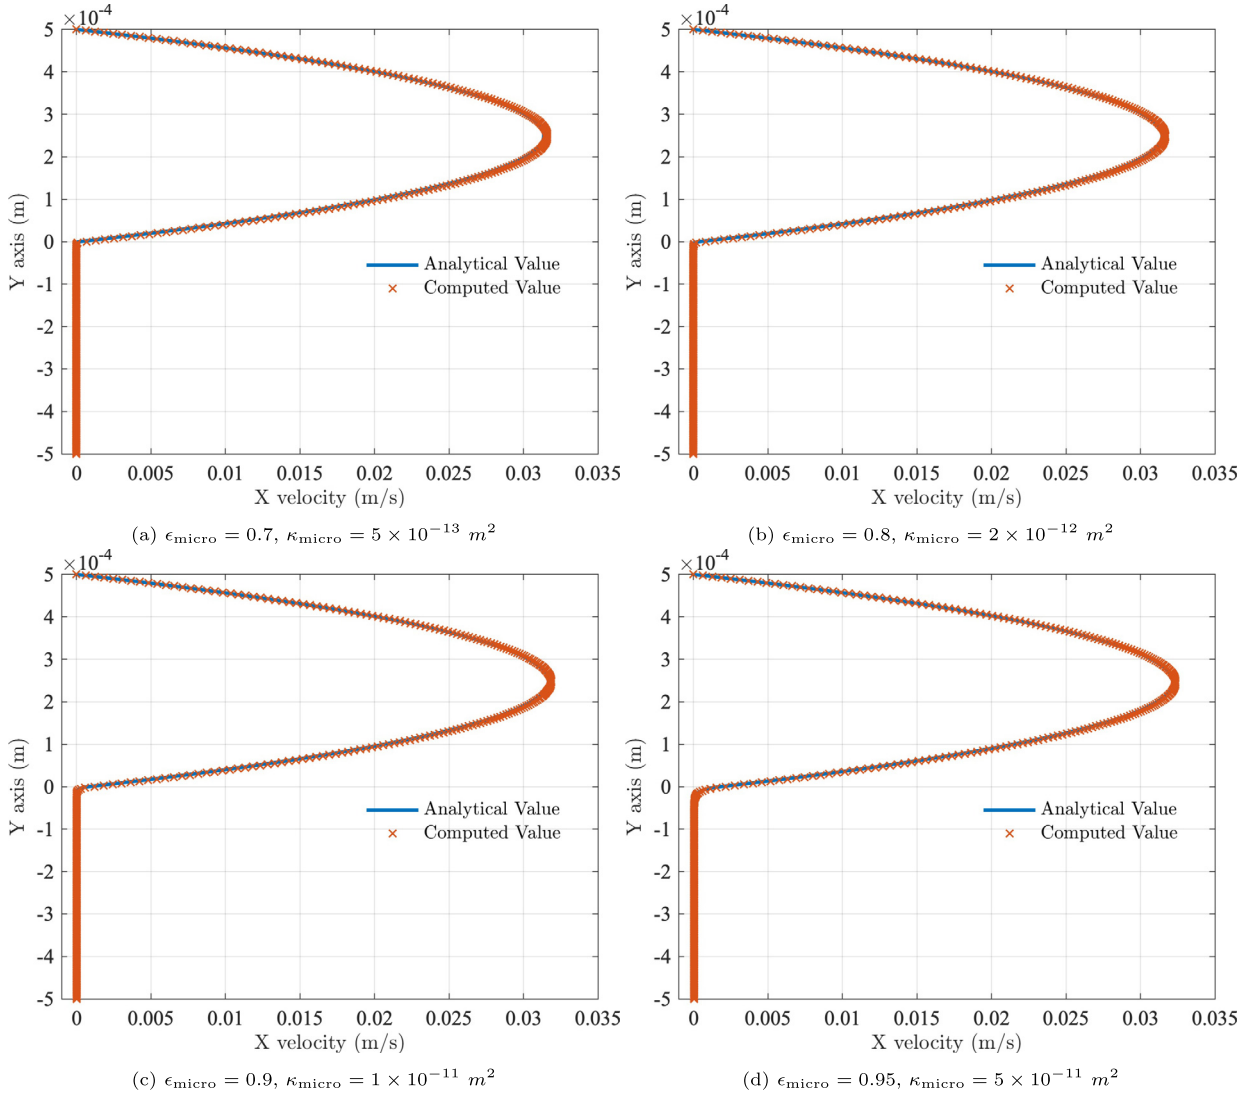 ×10⁻⁴
5
4
3
2
1
0
-1
-2
-3
-4
-5
Y axis (m)
Analytical Value
Computed Value
0 0.005 0.01 0.015 0.02 0.025 0.03 0.035
X velocity (m/s)
(a) ϵmicro = 0.7, κmicro = 5 × 10⁻¹³ m²
×10⁻⁴
5
4
3
2
1
0
-1
-2
-3
-4
-5
Y axis (m)
Analytical Value
Computed Value
0 0.005 0.01 0.015 0.02 0.025 0.03 0.035
X velocity (m/s)
(b) ϵmicro = 0.8, κmicro = 2 × 10⁻¹² m²
×10⁻⁴
5
4
3
2
1
0
-1
-2
-3
-4
-5
Y axis (m)
Analytical Value
Computed Value
0 0.005 0.01 0.015 0.02 0.025 0.03 0.035
X velocity (m/s)
(c) ϵmicro = 0.9, κmicro = 1 × 10⁻¹¹ m²
×10⁻⁴
5
4
3
2
1
0
-1
-2
-3
-4
-5
Y axis (m)
Analytical Value
Computed Value
0 0.005 0.01 0.015 0.02 0.025 0.03 0.035
X velocity (m/s)
(d) ϵmicro = 0.95, κmicro = 5 × 10⁻¹¹ m²